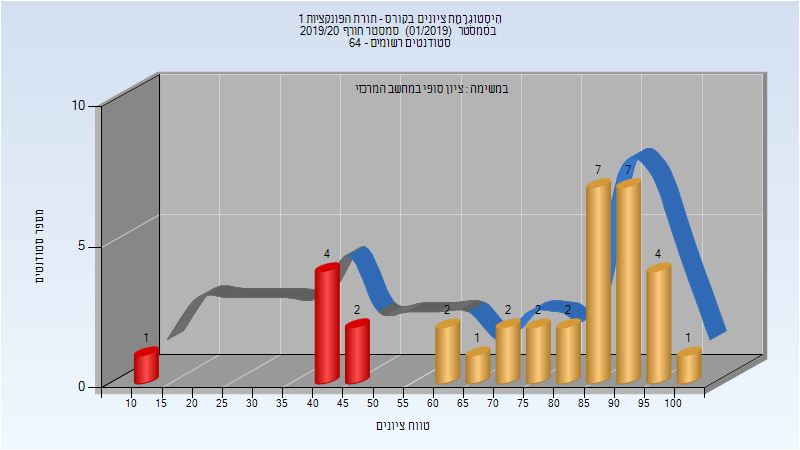 היסטוגרמת ציונים בקורס - תורת הפונקציות 1
בסמסטר (01/2019) סמסטר חורף 2019/20
סטודנטים רשומים - 64
במשימה : ציון סופי במחשב המרכזי
מספר סטודנטים
10
5
0
1
4
2
2
1
2
2
2
7
7
4
1
10 15 20 25 30 35 40 45 50 55 60 65 70 75 80 85 90 95 100
טווח ציונים